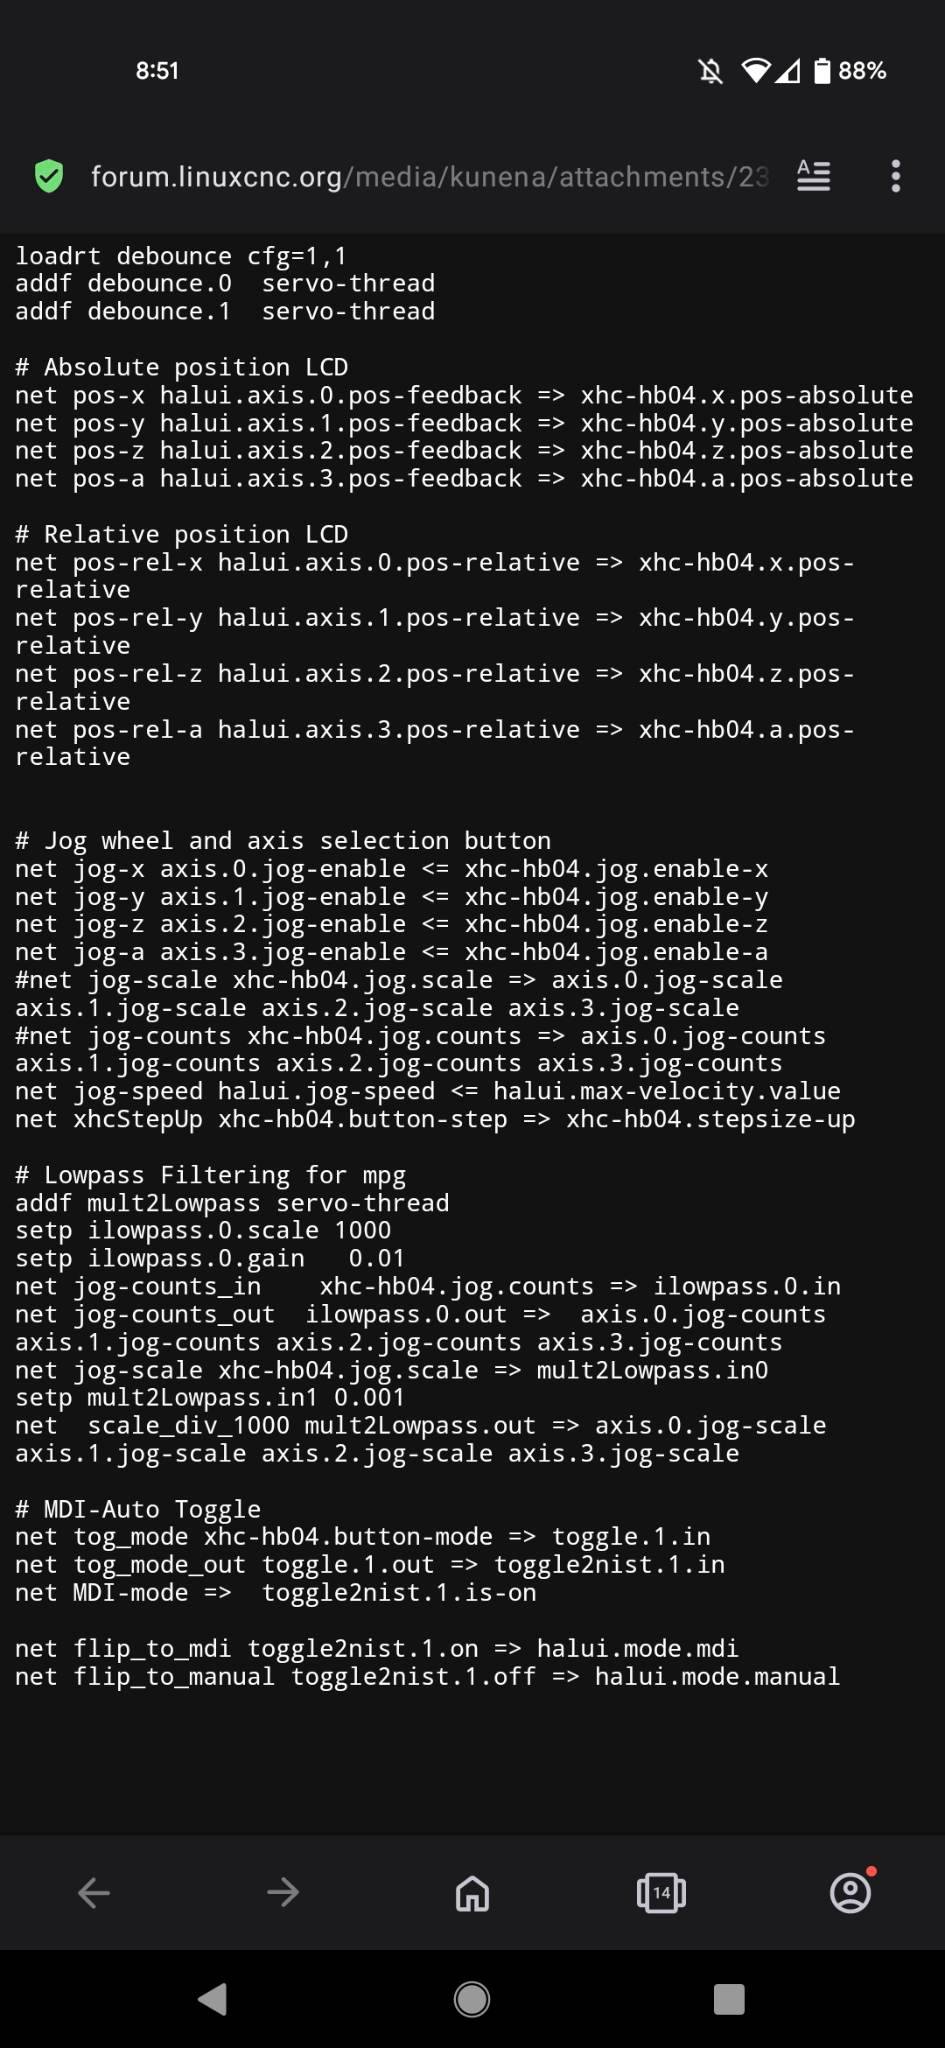 8:51
88%
forum.linuxcnc.org/media/kunena/attachments/23
loadrt debounce cfg=1,1
addf debounce.0  servo-thread
addf debounce.1  servo-thread
# Absolute position LCD
net pos-x halui.axis.0.pos-feedback => xhc-hb04.x.pos-absolute
net pos-y halui.axis.1.pos-feedback => xhc-hb04.y.pos-absolute
net pos-z halui.axis.2.pos-feedback => xhc-hb04.z.pos-absolute
net pos-a halui.axis.3.pos-feedback => xhc-hb04.a.pos-absolute
# Relative position LCD
net pos-rel-x halui.axis.0.pos-relative => xhc-hb04.x.pos-
relative
net pos-rel-y halui.axis.1.pos-relative => xhc-hb04.y.pos-
relative
net pos-rel-z halui.axis.2.pos-relative => xhc-hb04.z.pos-
relative
net pos-rel-a halui.axis.3.pos-relative => xhc-hb04.a.pos-
relative
# Jog wheel and axis selection button
net jog-x axis.0.jog-enable <= xhc-hb04.jog.enable-x
net jog-y axis.1.jog-enable <= xhc-hb04.jog.enable-y
net jog-z axis.2.jog-enable <= xhc-hb04.jog.enable-z
net jog-a axis.3.jog-enable <= xhc-hb04.jog.enable-a
#net jog-scale xhc-hb04.jog.scale => axis.0.jog-scale
axis.1.jog-scale axis.2.jog-scale axis.3.jog-scale
#net jog-counts xhc-hb04.jog.counts => axis.0.jog-counts
axis.1.jog-counts axis.2.jog-counts axis.3.jog-counts
net jog-speed halui.jog-speed <= halui.max-velocity.value
net xhcStepUp xhc-hb04.button-step => xhc-hb04.stepsize-up
# Lowpass Filtering for mpg
addf mult2Lowpass servo-thread
setp ilowpass.0.scale 1000
setp ilowpass.0.gain   0.01
net jog-counts_in    xhc-hb04.jog.counts => ilowpass.0.in
net jog-counts_out  ilowpass.0.out =>  axis.0.jog-counts
axis.1.jog-counts axis.2.jog-counts axis.3.jog-counts
net jog-scale xhc-hb04.jog.scale => mult2Lowpass.in0
setp mult2Lowpass.in1 0.001
net  scale_div_1000 mult2Lowpass.out => axis.0.jog-scale
axis.1.jog-scale axis.2.jog-scale axis.3.jog-scale
# MDI-Auto Toggle
net tog_mode xhc-hb04.button-mode => toggle.1.in
net tog_mode_out toggle.1.out => toggle2nist.1.in
net MDI-mode =>  toggle2nist.1.is-on
net flip_to_mdi toggle2nist.1.on => halui.mode.mdi
net flip_to_manual toggle2nist.1.off => halui.mode.manual
14